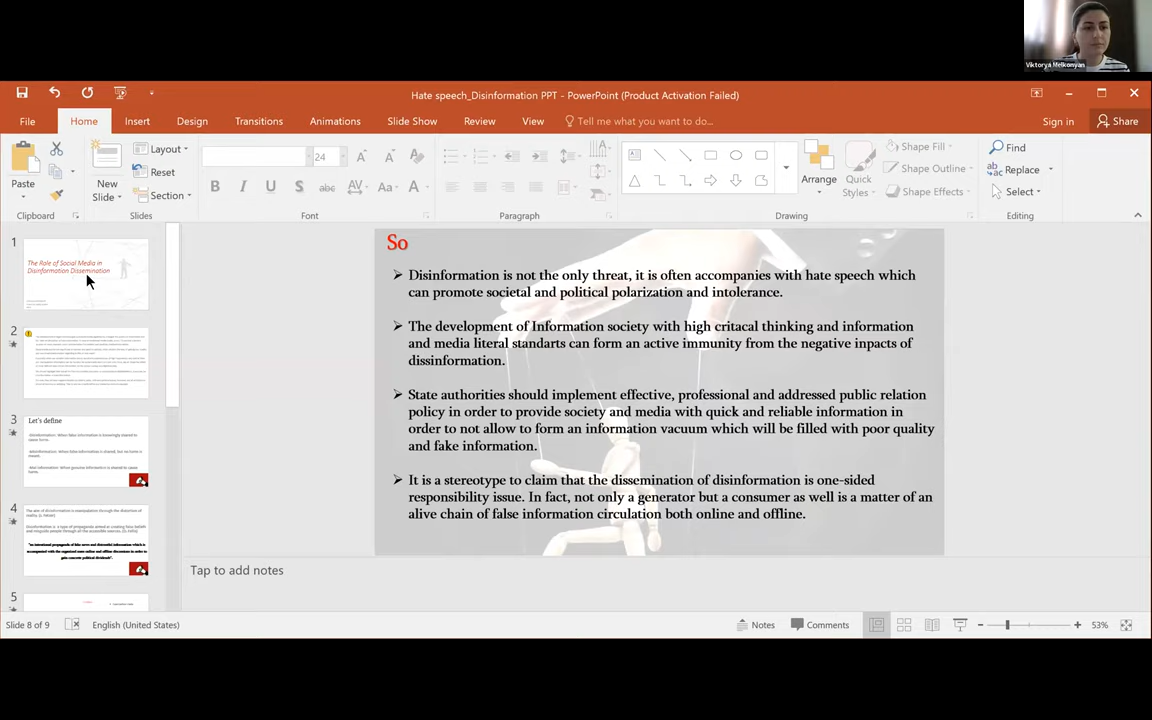 Viktorya Melkonyan
Hate speech_Disinformation PPT - PowerPoint (Product Activation Failed)
File Home Insert Design Transitions Animations Slide Show Review View Tell me what you want to do... Sign in Share
Paste
New
Slide
Layout
Reset
Section
24
B I U S abc AV Aa A
Arrange
Quick
Styles
Shape Fill
Shape Outline
Shape Effects
Find
Replace
Select
Clipboard Slides Font Paragraph Drawing Editing
1
The Role of Social Media in
Disinformation Dissemination
2
3
Let's define
4
5
So
Disinformation is not the only threat, it is often accompanies with hate speech which
can promote societal and political polarization and intolerance.
The development of Information society with high critacal thinking and information
and media literal standarts can form an active immunity from the negative inpacts of
dissinformation.
State authorities should implement effective, professional and addressed public relation
policy in order to provide society and media with quick and reliable information in
order to not allow to form an information vacuum which will be filled with poor quality
and fake information.
It is a stereotype to claim that the dissemination of disinformation is one-sided
responsibility issue. In fact, not only a generator but a consumer as well is a matter of an
alive chain of false information circulation both online and offline.
Tap to add notes
Slide 8 of 9 English (United States) Notes Comments 53%